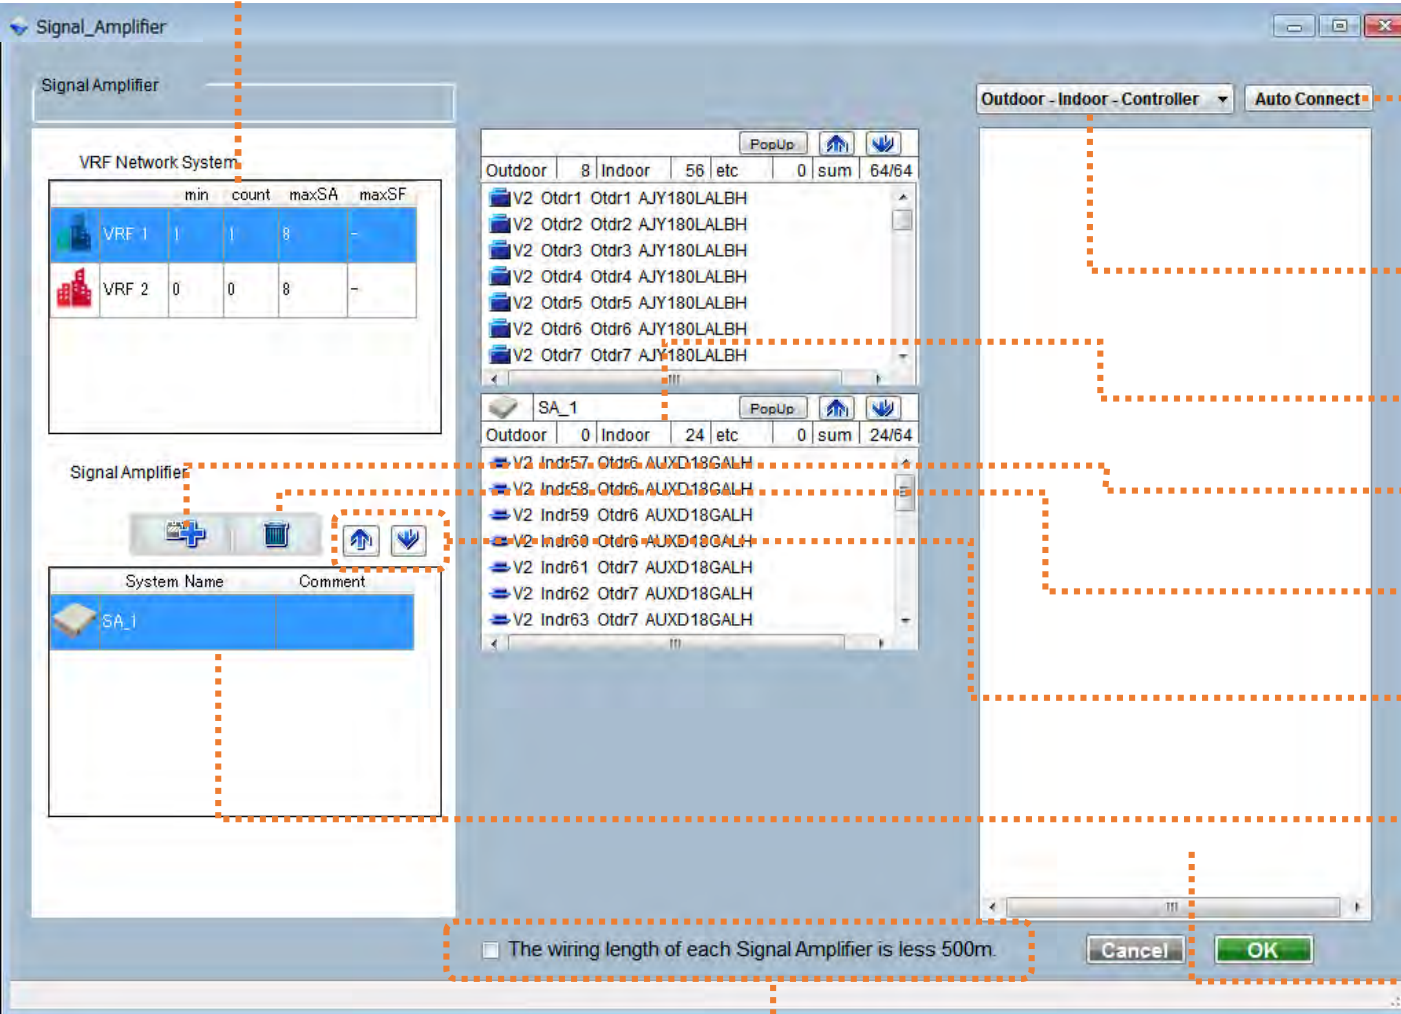 Signal_Amplifier
Signal Amplifier
VRF Network System
min count maxSA maxSF
VRF 1 1 1 8 -
VRF 2 0 0 8 -
Signal Amplifier
System Name Comment
SA_1
PopUp
Outdoor 8 Indoor 56 etc 0 sum 64/64
V2 Otdr1 Otdr1 AJY180LALBH
V2 Otdr2 Otdr2 AJY180LALBH
V2 Otdr3 Otdr3 AJY180LALBH
V2 Otdr4 Otdr4 AJY180LALBH
V2 Otdr5 Otdr5 AJY180LALBH
V2 Otdr6 Otdr6 AJY180LALBH
V2 Otdr7 Otdr7 AJY180LALBH
SA_1 PopUp
Outdoor 0 Indoor 24 etc 0 sum 24/64
V2 Indr57 Otdr6 AUXD18GALH
V2 Indr58 Otdr6 AUXD18GALH
V2 Indr59 Otdr6 AUXD18GALH
V2 Indr60 Otdr6 AUXD18GALH
V2 Indr61 Otdr7 AUXD18GALH
V2 Indr62 Otdr7 AUXD18GALH
V2 Indr63 Otdr7 AUXD18GALH
Outdoor - Indoor - Controller Auto Connect
The wiring length of each Signal Amplifier is less 500m.
Cancel OK